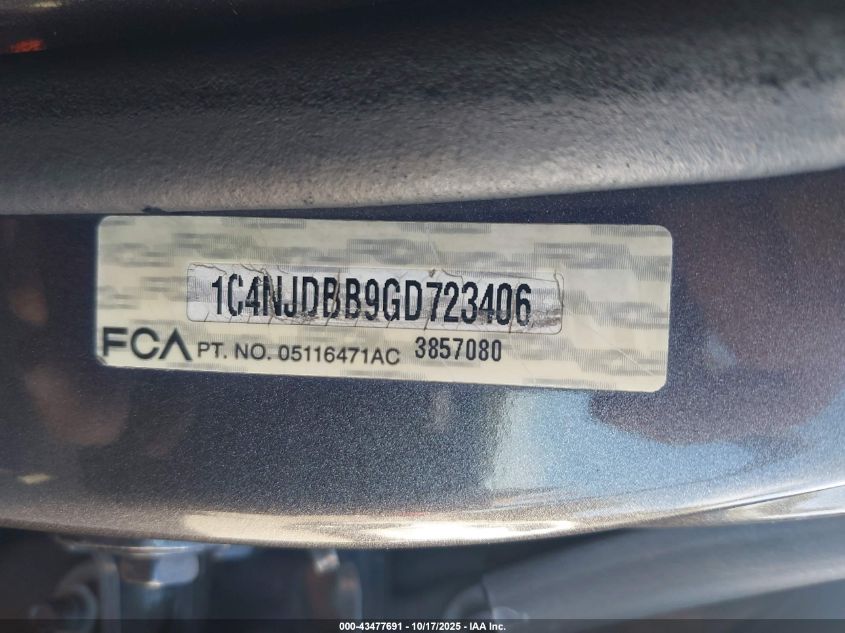 1C4NJDBB9GD723406
FCA PT. NO. 05116471AC 3857080
000-43477691 - 10/17/2025 - IAA Inc.